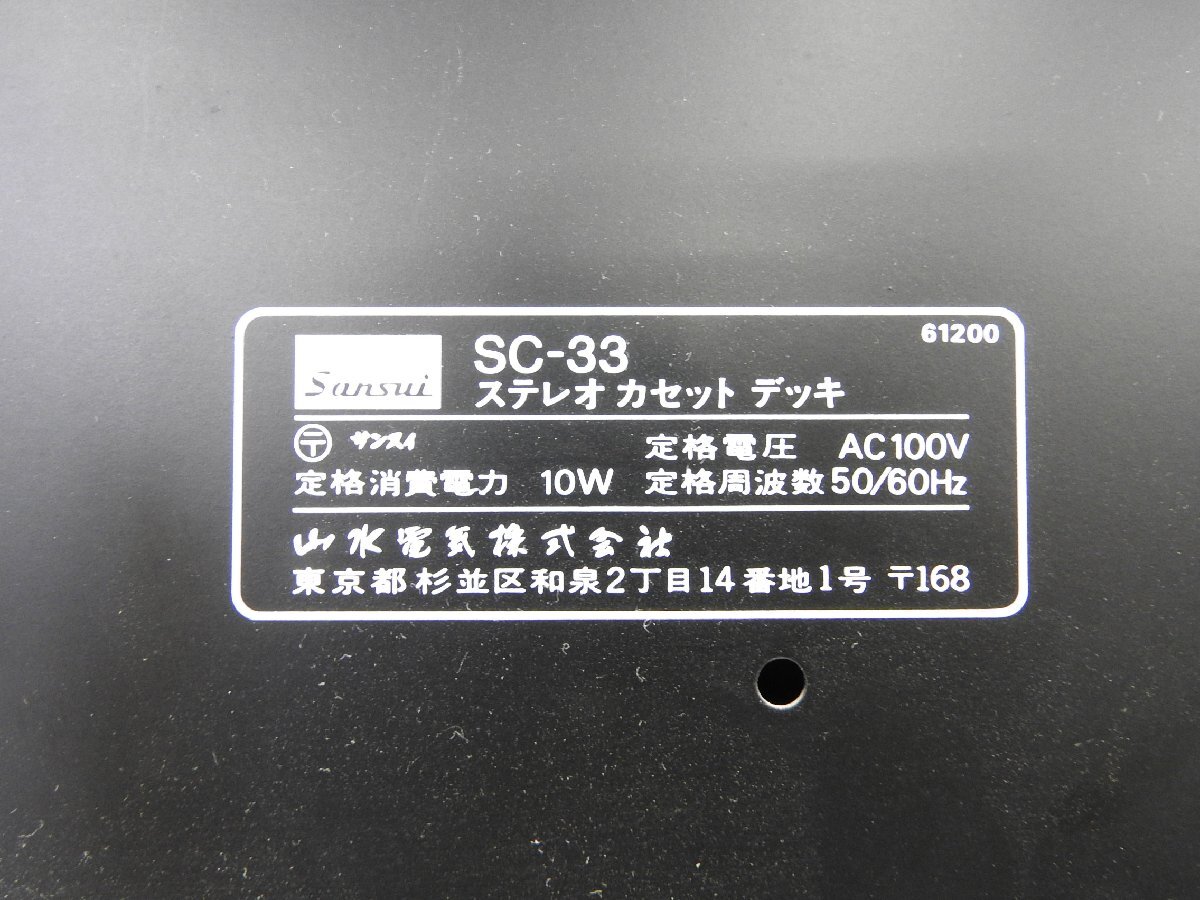 61200
Sansui SC-33
ステレオ カセット デッキ
〒 サンスイ 定格電圧 AC100V
定格消費電力 10W 定格周波数 50/60Hz
山水電気株式会社
東京都杉並区和泉2丁目14番地1号 〒168